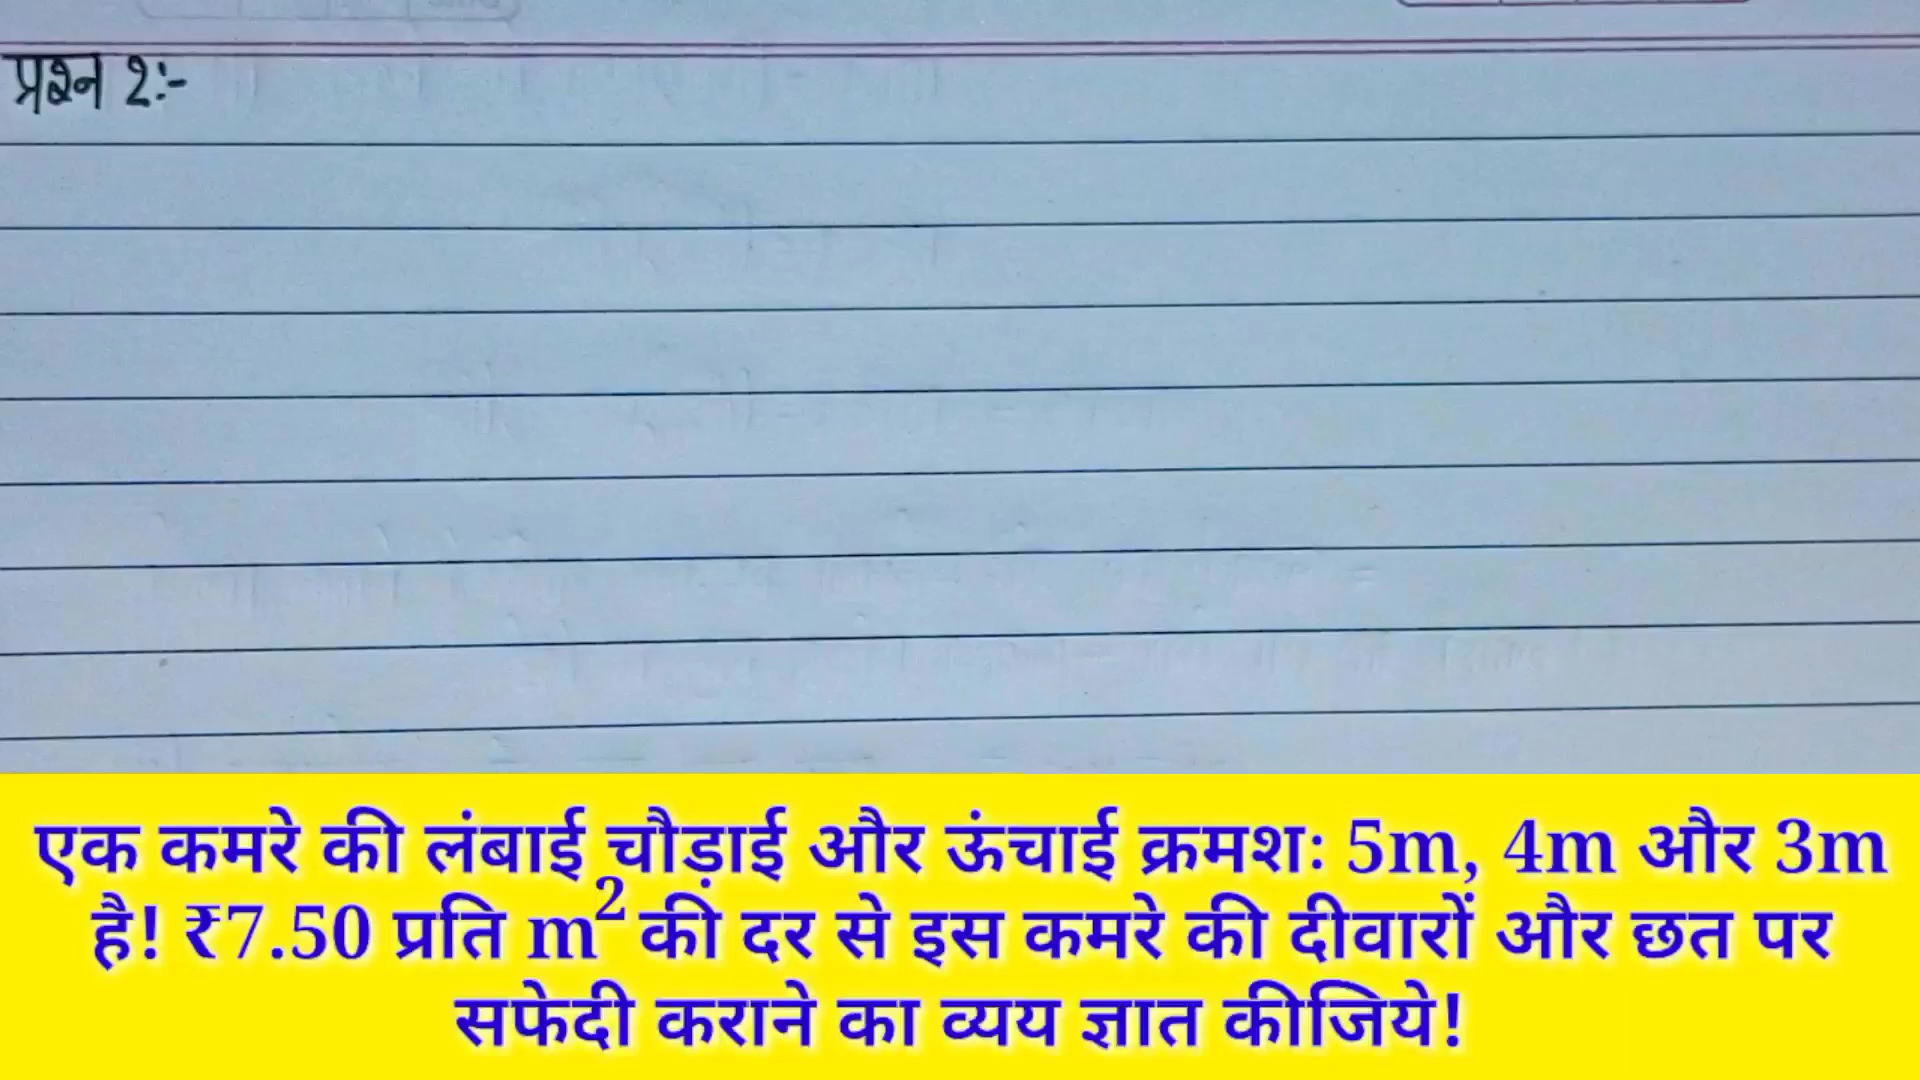 प्रश्न २:-
एक कमरे की लंबाई चौड़ाई और ऊंचाई क्रमशः 5m, 4m और 3m
है! ₹7.50 प्रति m² की दर से इस कमरे की दीवारों और छत पर
सफेदी कराने का व्यय ज्ञात कीजिये!